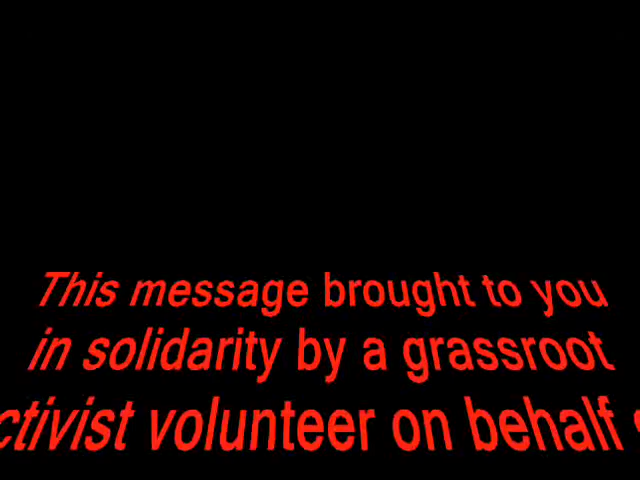 This message brought to you
in solidarity by a grassroot
ctivist volunteer on behalf